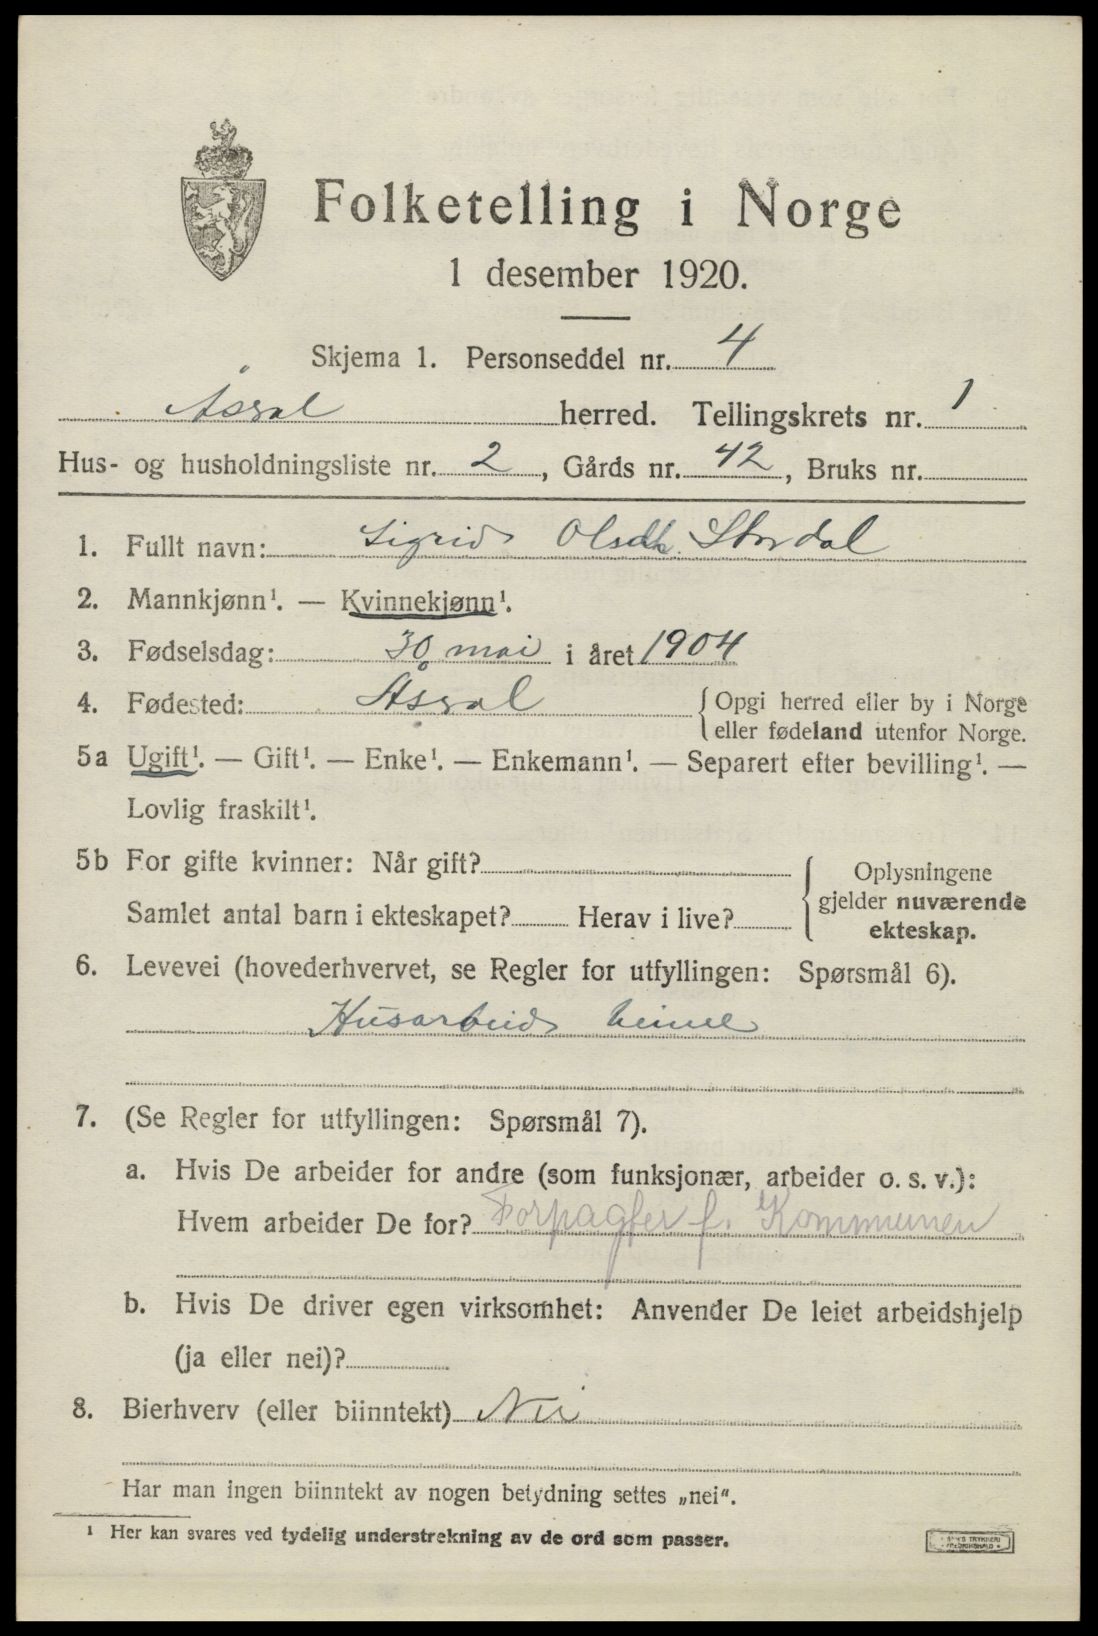 Folketelling i Norge
1 desember 1920.
Skjema 1. Personseddel nr. 4
Åseral herred. Tellingskrets nr. 1
Hus- og husholdningsliste nr. 2, Gårds nr. 42, Bruks nr.
1. Fullt navn: Sigrid Olsdtr. Stordal
2. Mannkjønn¹. — Kvinnekjønn¹.
3. Fødselsdag: 30 mai i året 1904
4. Fødested: Åseral {Opgi herred eller by i Norge
eller fødeland utenfor Norge.
5a Ugift¹. — Gift¹. — Enke¹. — Enkemann¹. — Separert efter bevilling¹. —
Lovlig fraskilt¹.
5b For gifte kvinner: Når gift?
Samlet antal barn i ekteskapet? Herav i live?
{Oplysningene
gjelder nuværende
ekteskap.
6. Levevei (hovederhvervet, se Regler for utfyllingen: Spørsmål 6).
Husarbeid heime
7. (Se Regler for utfyllingen: Spørsmål 7).
a. Hvis De arbeider for andre (som funksjonær, arbeider o. s. v.):
Hvem arbeider De for? Forpagter f. Kommunen
b. Hvis De driver egen virksomhet: Anvender De leiet arbeidshjelp
(ja eller nei)?
8. Bierhverv (eller biinntekt) Nei
Har man ingen biinntekt av nogen betydning settes „nei“.
¹ Her kan svares ved tydelig understrekning av de ord som passer.